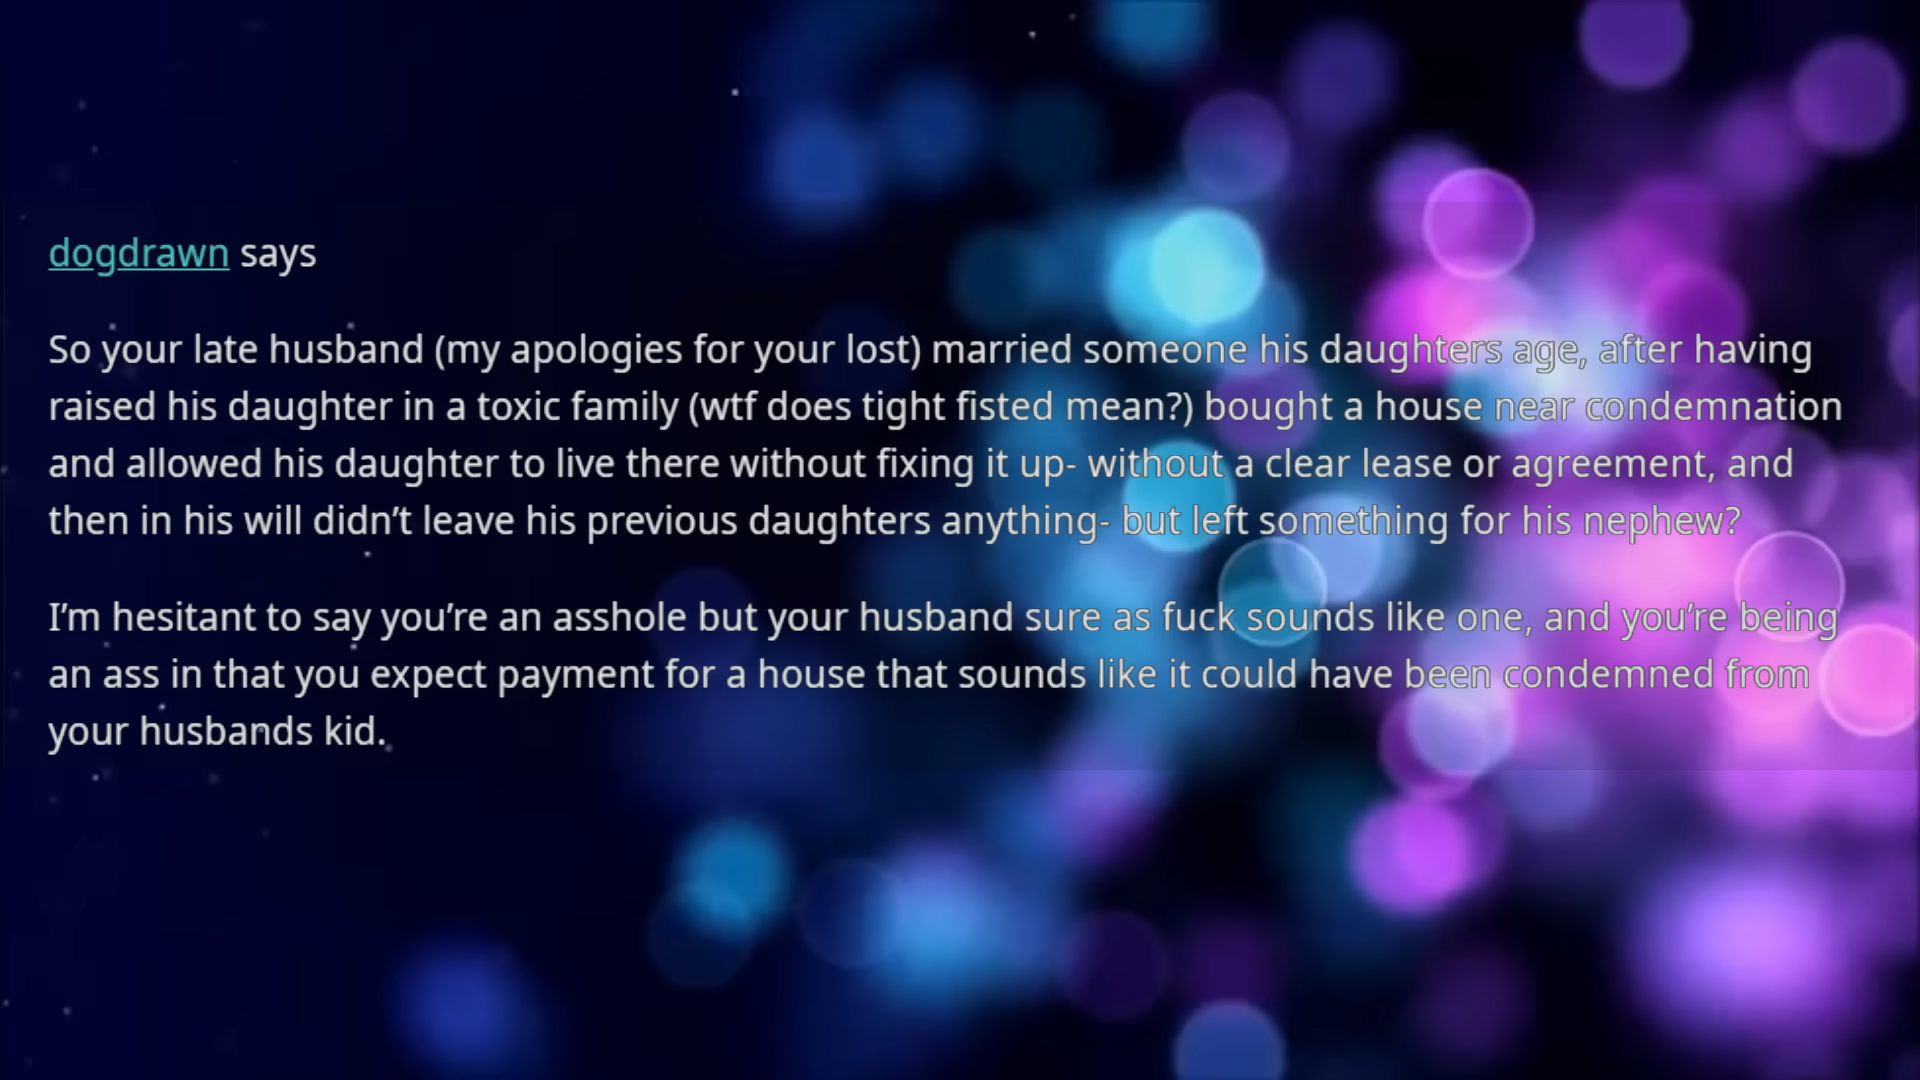 dogdrawn says
So your late husband (my apologies for your lost) married someone his daughters age, after having
raised his daughter in a toxic family (wtf does tight fisted mean?) bought a house near condemnation
and allowed his daughter to live there without fixing it up- without a clear lease or agreement, and
then in his will didn’t leave his previous daughters anything- but left something for his nephew?
I’m hesitant to say you’re an asshole but your husband sure as fuck sounds like one, and you’re being
an ass in that you expect payment for a house that sounds like it could have been condemned from
your husbands kid.